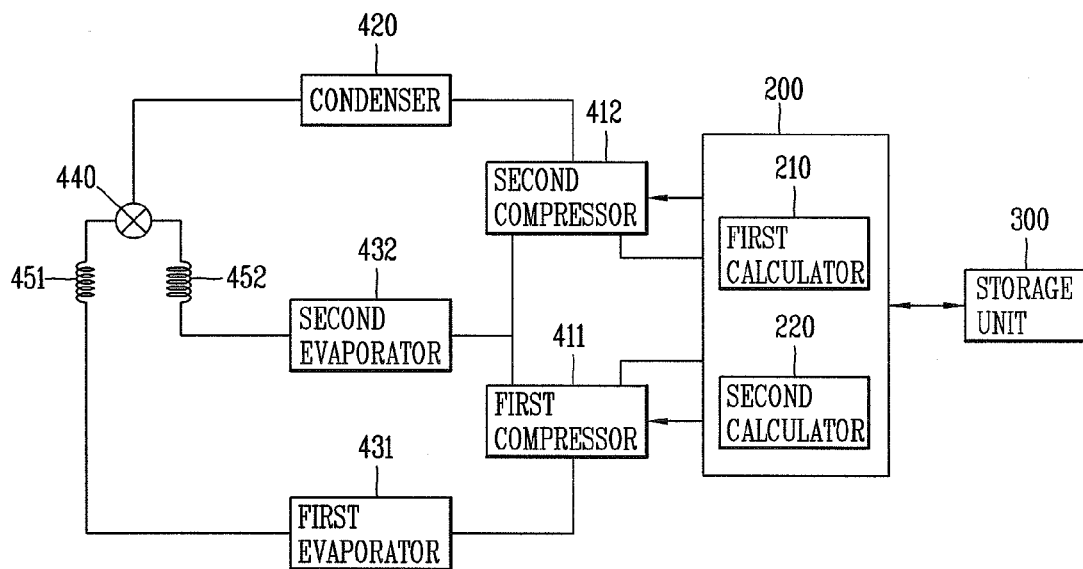 420
CONDENSER
412
200
440
SECOND
COMPRESSOR
210
FIRST
CALCULATOR
300
STORAGE
UNIT
451
452
432
SECOND
EVAPORATOR
411
FIRST
COMPRESSOR
220
SECOND
CALCULATOR
431
FIRST
EVAPORATOR